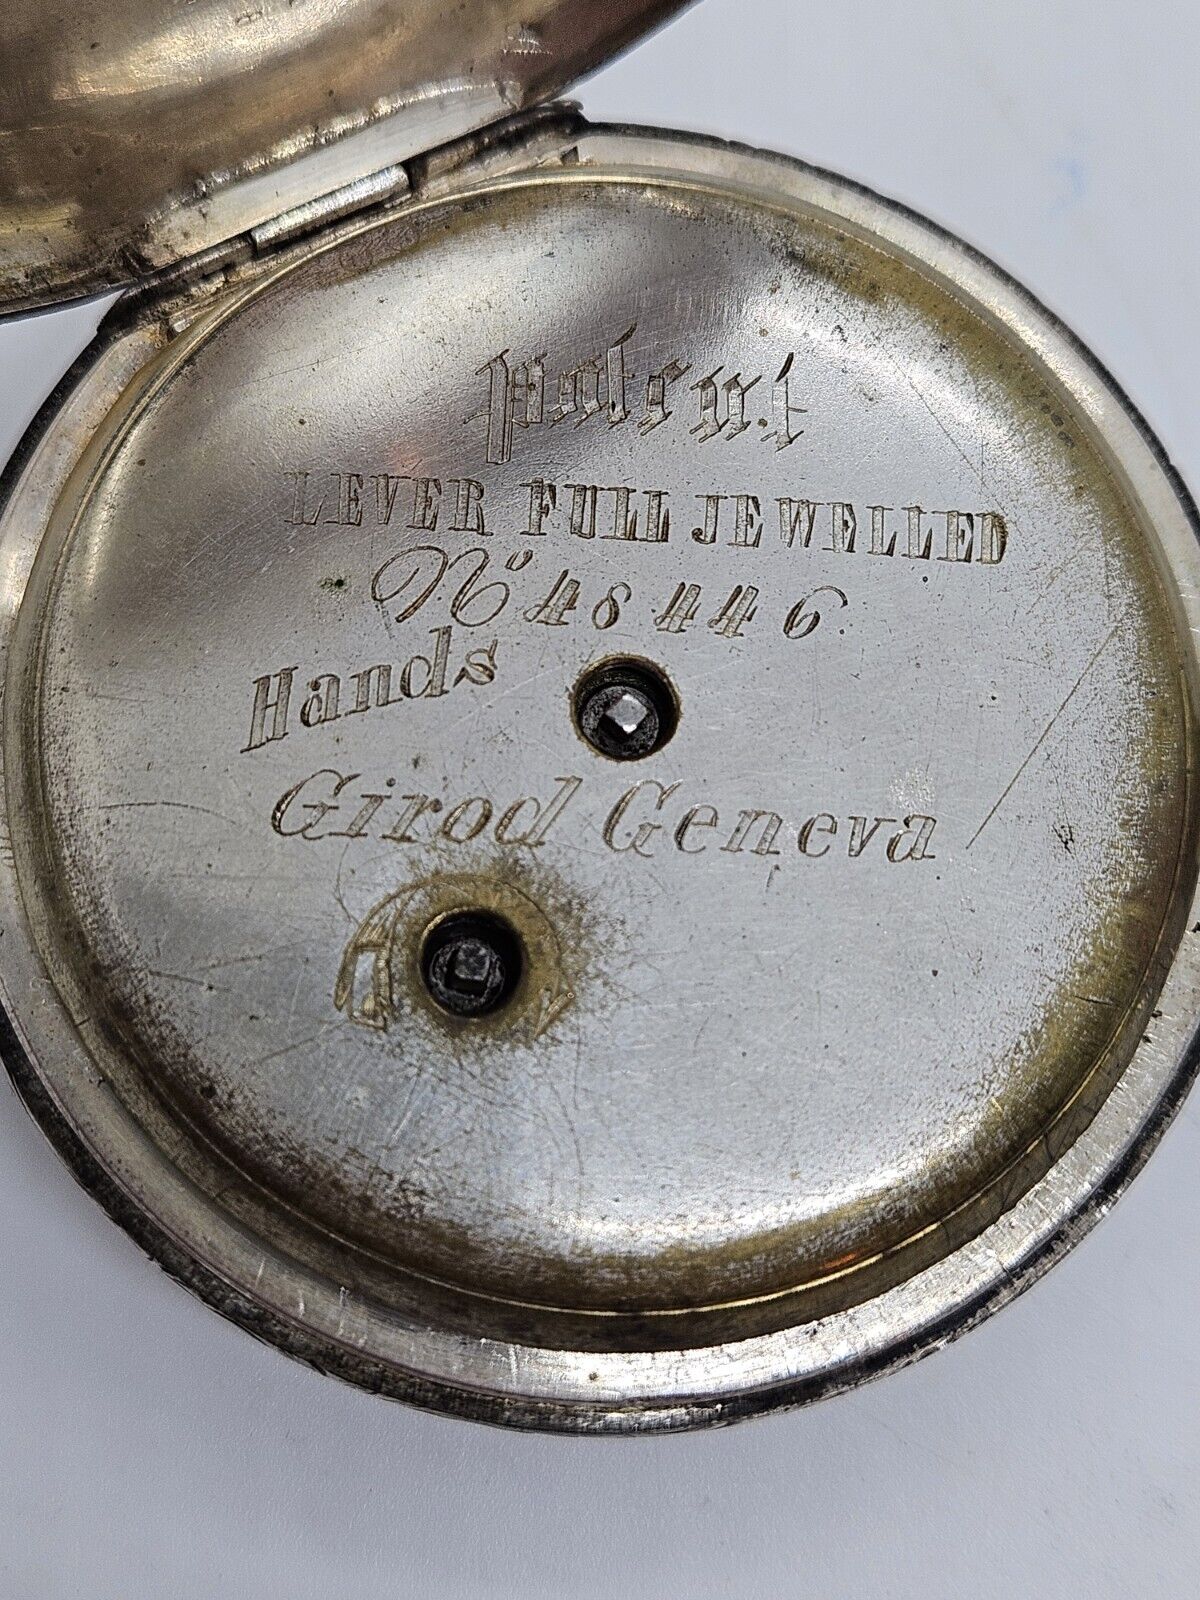 Patent
LEVER FULL JEWELLED
No 48446
Hands
Girod Geneva